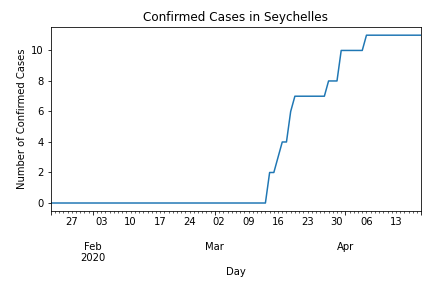 Confirmed Cases in Seychelles
Number of Confirmed Cases
10
8
6
4
2
0
27 03 10 17 24 02 09 16 23 30 06 13
Feb Mar Apr
2020
Day